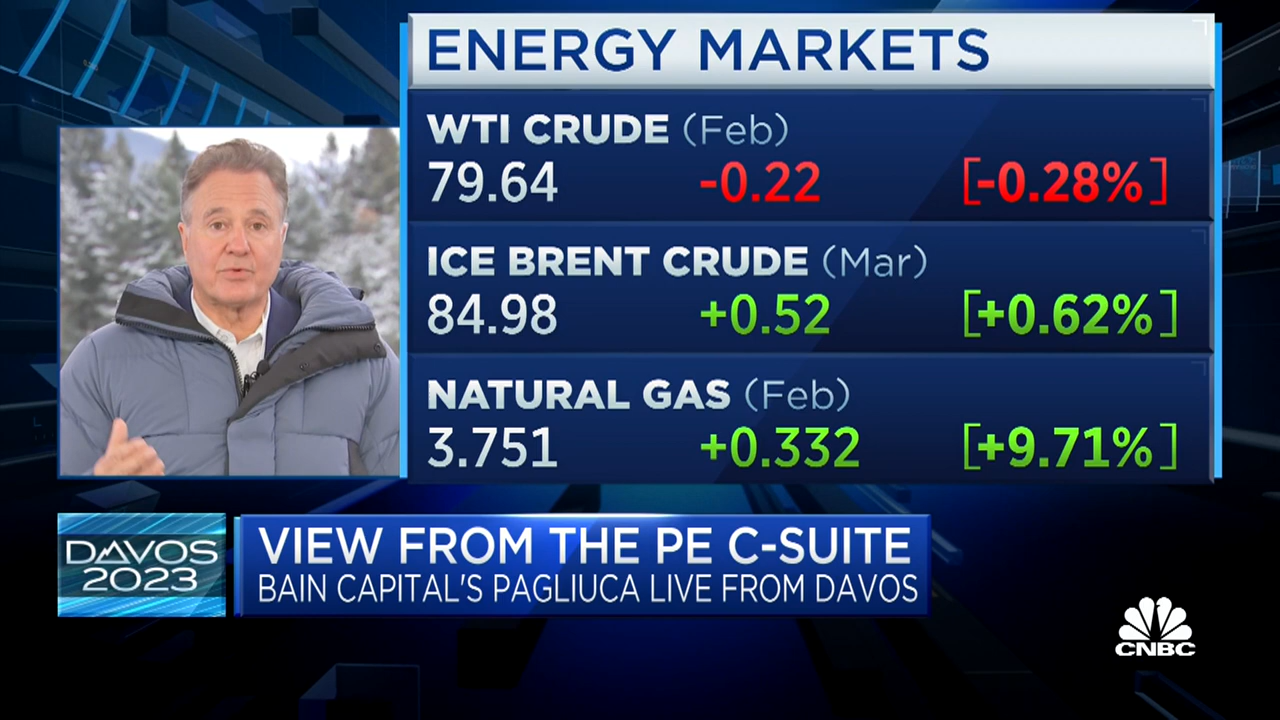 ENERGY MARKETS
WTI CRUDE (Feb)
79.64 -0.22 [-0.28%]
ICE BRENT CRUDE (Mar)
84.98 +0.52 [+0.62%]
NATURAL GAS (Feb)
3.751 +0.332 [+9.71%]
DAVOS
2023
VIEW FROM THE PE C-SUITE
BAIN CAPITAL'S PAGLIUCA LIVE FROM DAVOS
CNBC